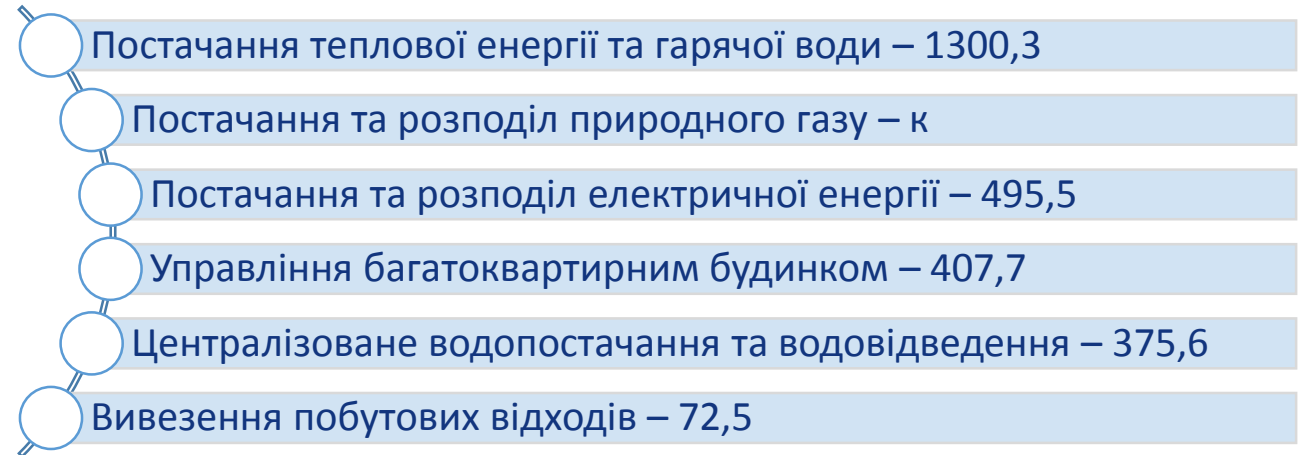 Постачання теплової енергії та гарячої води – 1300,3
Постачання та розподіл природного газу – к
Постачання та розподіл електричної енергії – 495,5
Управління багатоквартирним будинком – 407,7
Централізоване водопостачання та водовідведення – 375,6
Вивезення побутових відходів – 72,5